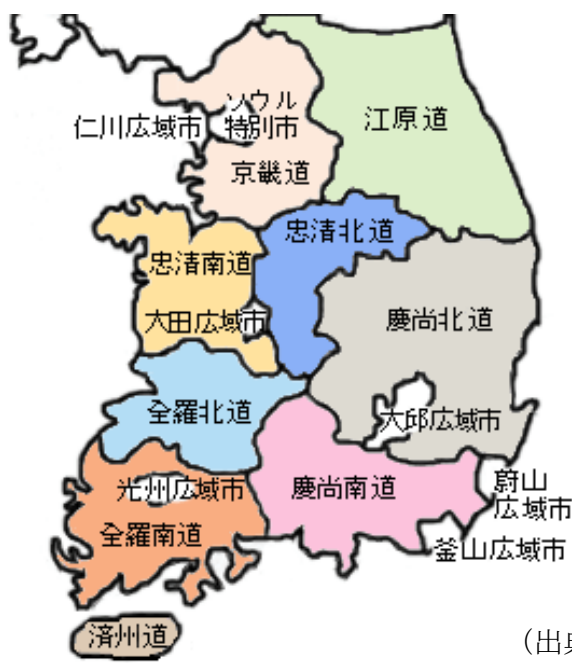 ソウル
特別市
仁川広域市
江原道
京畿道
忠清北道
忠清南道
大田広域市
慶尚北道
全羅北道
大邱広域市
光州広域市
慶尚南道
蔚山
広域市
全羅南道
釜山広域市
済州道
（出典